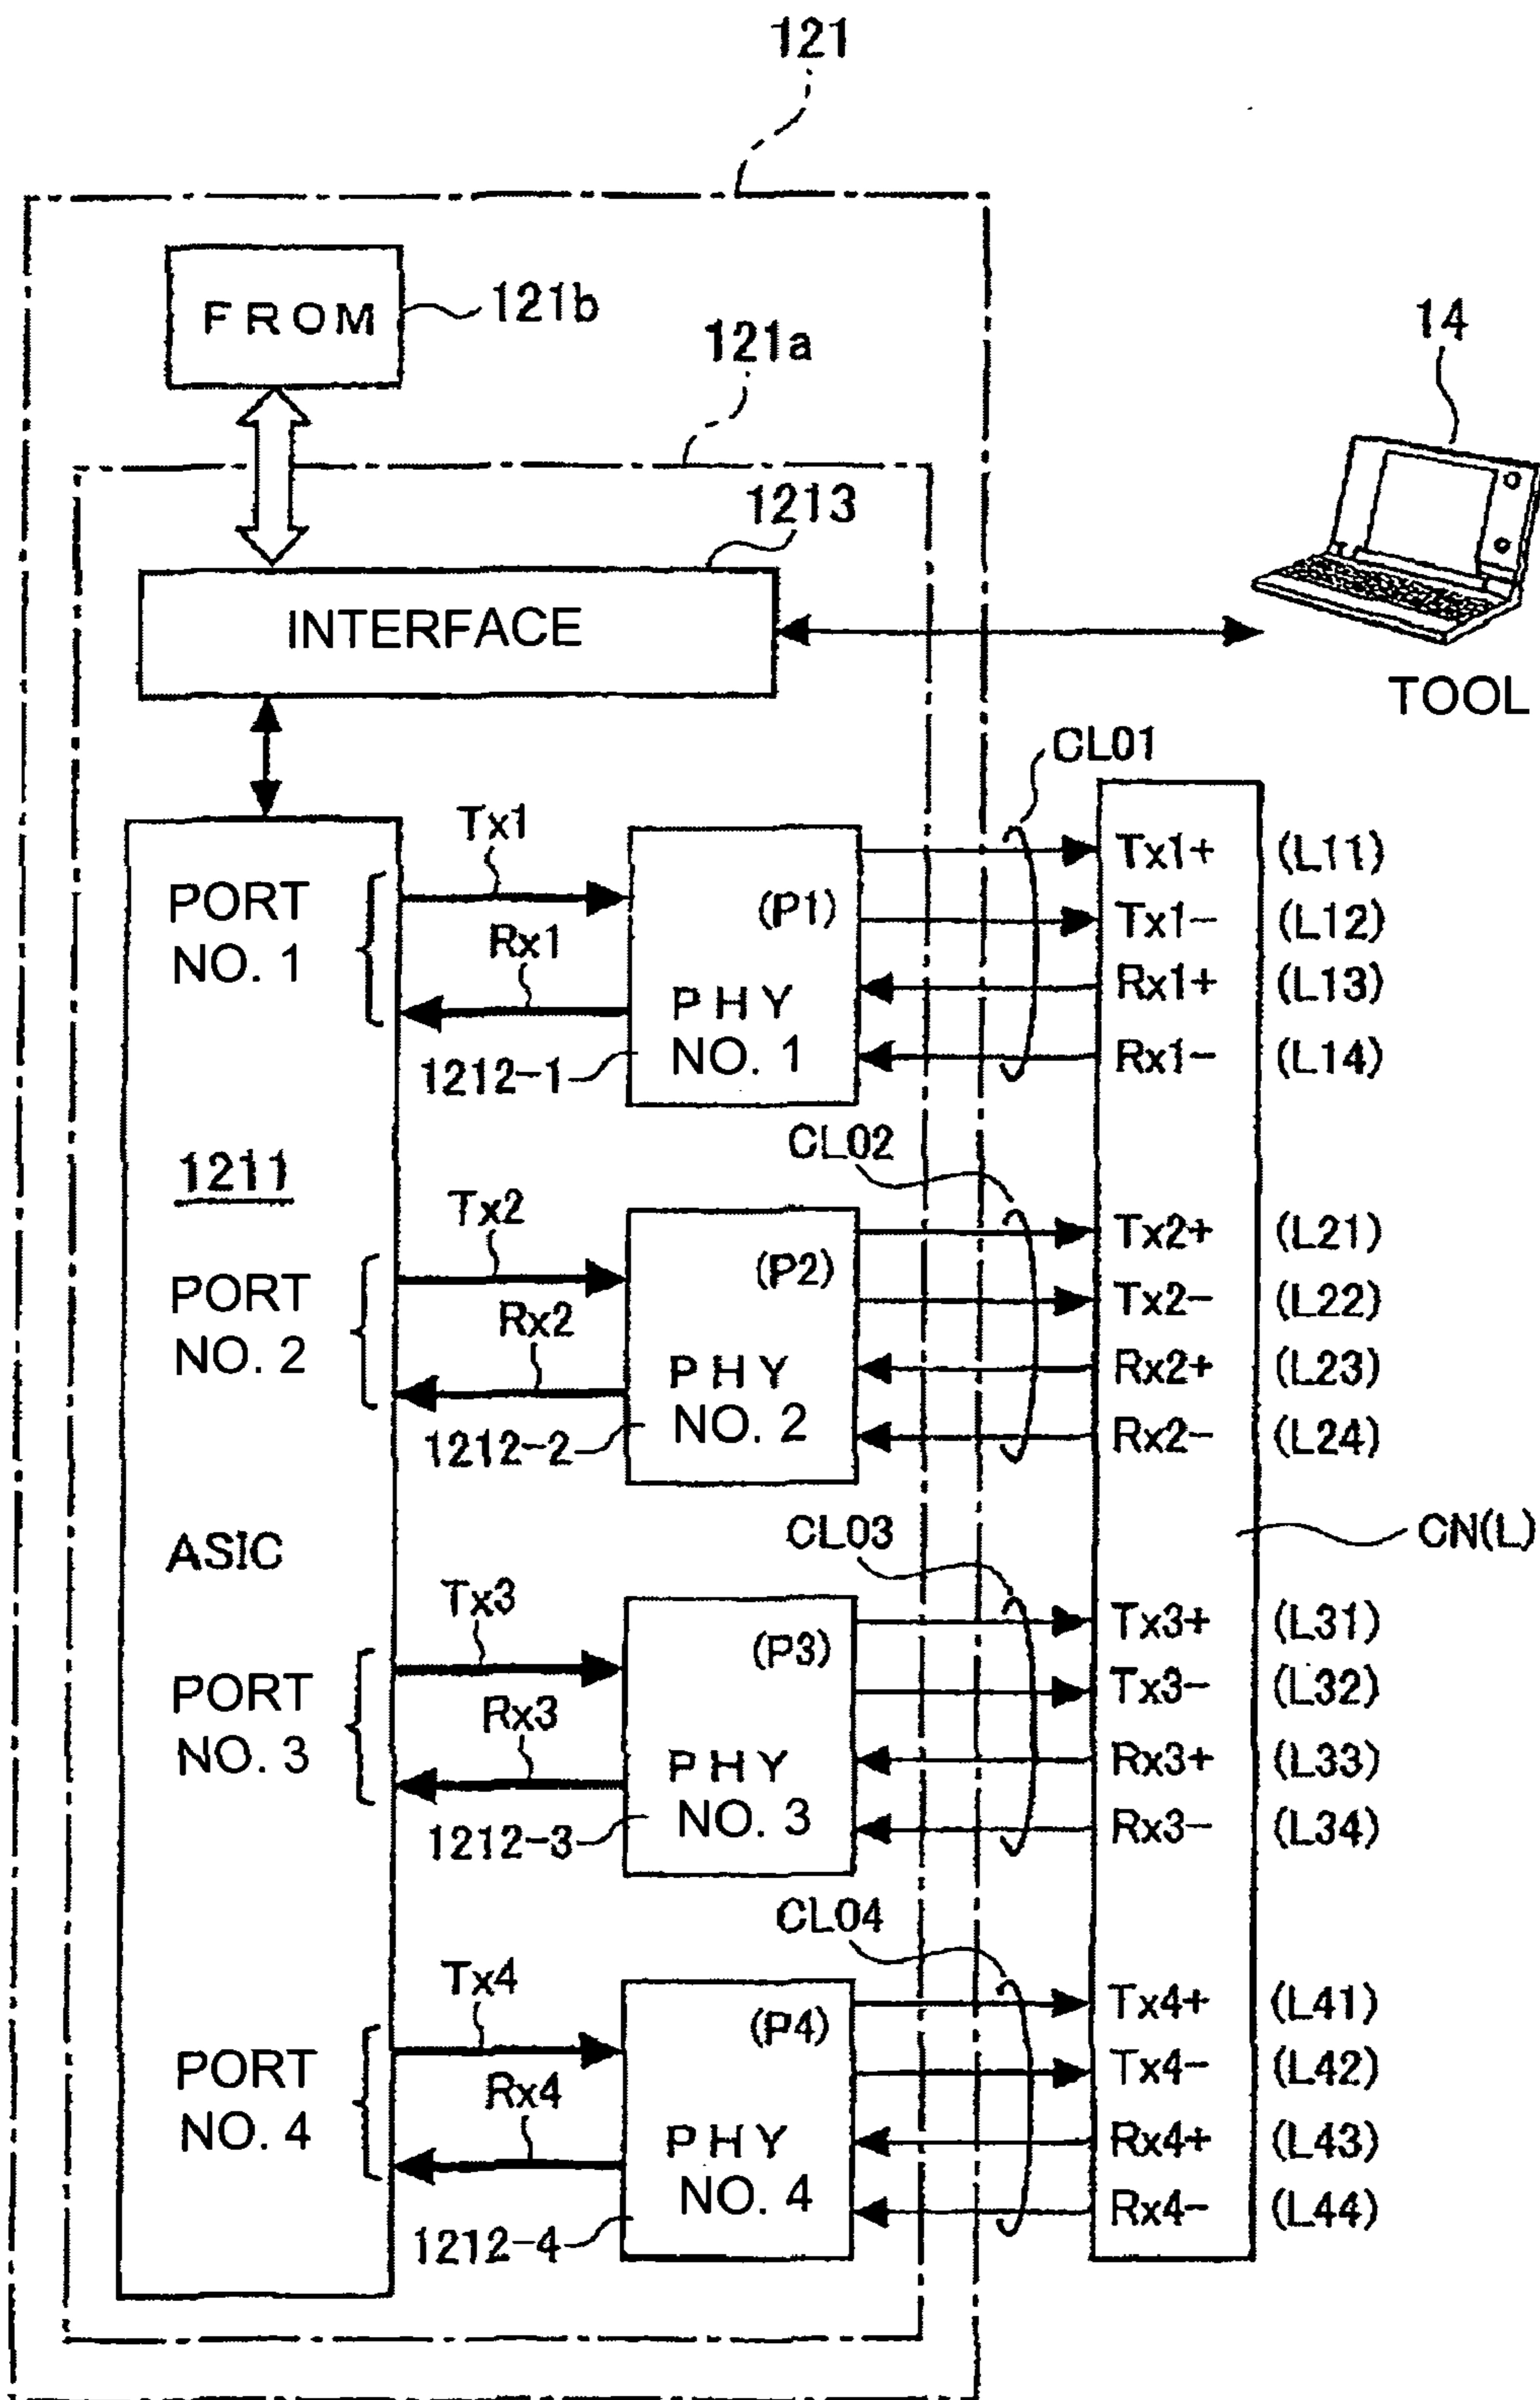 121
FROM
121b
121a
14
1213
INTERFACE
TOOL
CL01
Tx1
PORT
NO. 1
Rx1
(P1)
PHY
NO. 1
1212-1
Tx1+ (L11)
Tx1- (L12)
Rx1+ (L13)
Rx1- (L14)
1211
CL02
Tx2
PORT
NO. 2
Rx2
(P2)
PHY
NO. 2
1212-2
Tx2+ (L21)
Tx2- (L22)
Rx2+ (L23)
Rx2- (L24)
ASIC
CL03
CN(L)
Tx3
PORT
NO. 3
Rx3
(P3)
PHY
NO. 3
1212-3
Tx3+ (L31)
Tx3- (L32)
Rx3+ (L33)
Rx3- (L34)
CL04
Tx4
PORT
NO. 4
Rx4
(P4)
PHY
NO. 4
1212-4
Tx4+ (L41)
Tx4- (L42)
Rx4+ (L43)
Rx4- (L44)